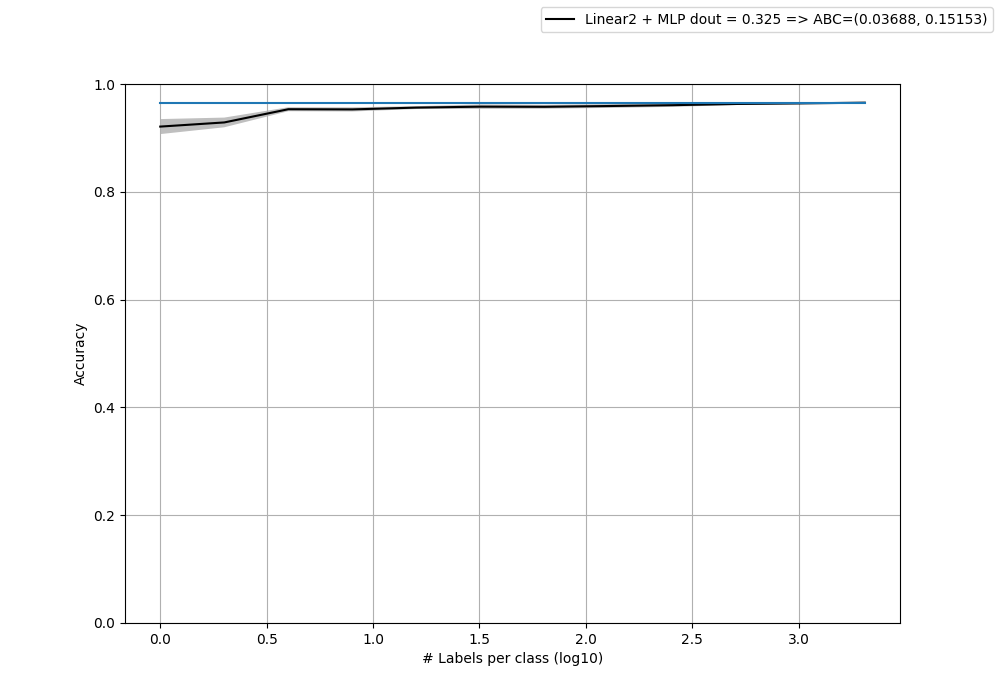 Linear2 + MLP dout = 0.325 => ABC=(0.03688, 0.15153)
1.0
0.8
0.6
0.4
0.2
0.0
Accuracy
0.0 0.5 1.0 1.5 2.0 2.5 3.0
# Labels per class (log10)